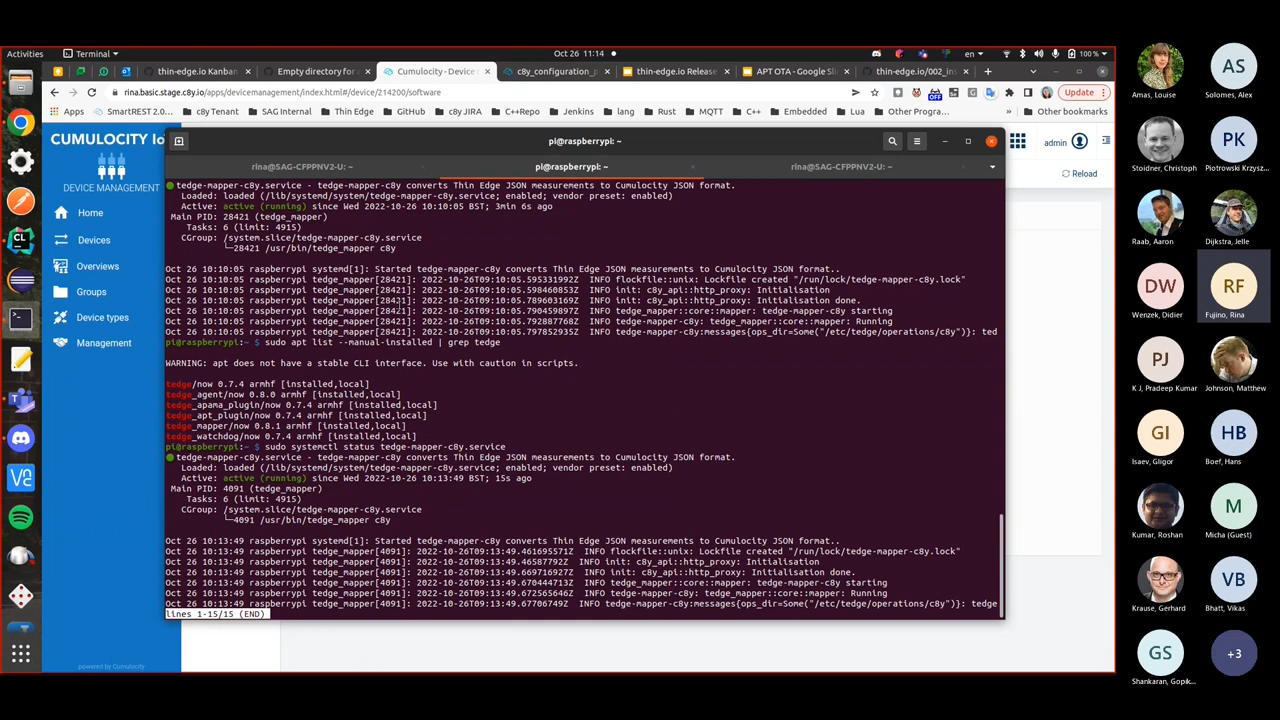 Activities
Terminal
Oct 26 11:14
en
100 %
thin-edge.io Kanban
Empty directory for a
Cumulocity - Device m
c8y_configuration_p
thin-edge.io Release
APT OTA - Google Sli
thin-edge.io/002_ins
rina.basic.stage.c8y.io/apps/devicemanagement/index.html#/device/214200/software
OFF
Update
Apps
SmartREST 2.0...
c8y Tenant
SAG Internal
Thin Edge
GitHub
c8y JIRA
C++Repo
lang
Rust
MQTT
C++
Embedded
Lua
Other Program...
Other Bookmarks
CUMULOCITY IoT
DEVICE MANAGEMENT
Home
Devices
Overviews
Groups
Device types
Management
powered by Cumulocity
admin
Reload
pi@raspberrypi: ~
rina@SAG-CFPPNV2-U: ~
pi@raspberrypi: ~
rina@SAG-CFPPNV2-U: ~
tedge-mapper-c8y.service - tedge-mapper-c8y converts Thin Edge JSON measurements to Cumulocity JSON format.
Loaded: loaded (/lib/systemd/system/tedge-mapper-c8y.service; enabled; vendor preset: enabled)
Active: active (running) since Wed 2022-10-26 10:10:05 BST; 3min 6s ago
Main PID: 28421 (tedge_mapper)
Tasks: 6 (limit: 4915)
CGroup: /system.slice/tedge-mapper-c8y.service
└─28421 /usr/bin/tedge_mapper c8y
Oct 26 10:10:05 raspberrypi systemd[1]: Started tedge-mapper-c8y converts Thin Edge JSON measurements to Cumulocity JSON format..
Oct 26 10:10:05 raspberrypi tedge_mapper[28421]: 2022-10-26T09:10:05.595331992Z INFO flockfile::unix: Lockfile created "/run/lock/tedge-mapper-c8y.lock"
Oct 26 10:10:05 raspberrypi tedge_mapper[28421]: 2022-10-26T09:10:05.598460853Z INFO init: c8y_api::http_proxy: Initialisation
Oct 26 10:10:05 raspberrypi tedge_mapper[28421]: 2022-10-26T09:10:05.789603169Z INFO init: c8y_api::http_proxy: Initialisation done.
Oct 26 10:10:05 raspberrypi tedge_mapper[28421]: 2022-10-26T09:10:05.790459897Z INFO tedge_mapper::core::mapper: tedge-mapper-c8y starting
Oct 26 10:10:05 raspberrypi tedge_mapper[28421]: 2022-10-26T09:10:05.792887768Z INFO tedge-mapper-c8y: tedge_mapper::core::mapper: Running
Oct 26 10:10:05 raspberrypi tedge_mapper[28421]: 2022-10-26T09:10:05.797852935Z INFO tedge-mapper-c8y:messages{ops_dir=Some("/etc/tedge/operations/c8y")}: ted
pi@raspberrypi:~ $ sudo apt list --manual-installed | grep tedge
WARNING: apt does not have a stable CLI interface. Use with caution in scripts.
tedge/now 0.7.4 armhf [installed,local]
tedge_agent/now 0.8.0 armhf [installed,local]
tedge_apama_plugin/now 0.7.4 armhf [installed,local]
tedge_apt_plugin/now 0.7.4 armhf [installed,local]
tedge_mapper/now 0.8.1 armhf [installed,local]
tedge_watchdog/now 0.7.4 armhf [installed,local]
pi@raspberrypi:~ $ sudo systemctl status tedge-mapper-c8y.service
tedge-mapper-c8y.service - tedge-mapper-c8y converts Thin Edge JSON measurements to Cumulocity JSON format.
Loaded: loaded (/lib/systemd/system/tedge-mapper-c8y.service; enabled; vendor preset: enabled)
Active: active (running) since Wed 2022-10-26 10:13:49 BST; 15s ago
Main PID: 4091 (tedge_mapper)
Tasks: 6 (limit: 4915)
CGroup: /system.slice/tedge-mapper-c8y.service
└─4091 /usr/bin/tedge_mapper c8y
Oct 26 10:13:49 raspberrypi systemd[1]: Started tedge-mapper-c8y converts Thin Edge JSON measurements to Cumulocity JSON format..
Oct 26 10:13:49 raspberrypi tedge_mapper[4091]: 2022-10-26T09:13:49.461695571Z INFO flockfile::unix: Lockfile created "/run/lock/tedge-mapper-c8y.lock"
Oct 26 10:13:49 raspberrypi tedge_mapper[4091]: 2022-10-26T09:13:49.46587792Z INFO init: c8y_api::http_proxy: Initialisation
Oct 26 10:13:49 raspberrypi tedge_mapper[4091]: 2022-10-26T09:13:49.669716927Z INFO init: c8y_api::http_proxy: Initialisation done.
Oct 26 10:13:49 raspberrypi tedge_mapper[4091]: 2022-10-26T09:13:49.670444713Z INFO tedge_mapper::core::mapper: tedge-mapper-c8y starting
Oct 26 10:13:49 raspberrypi tedge_mapper[4091]: 2022-10-26T09:13:49.672565646Z INFO tedge-mapper-c8y: tedge_mapper::core::mapper: Running
Oct 26 10:13:49 raspberrypi tedge_mapper[4091]: 2022-10-26T09:13:49.67706749Z INFO tedge-mapper-c8y:messages{ops_dir=Some("/etc/tedge/operations/c8y")}: tedge
lines 1-15/15 (END)
Amas, Louise
AS
Solomes, Alex
Stoidner, Christoph
PK
Piotrowski Krzysz...
Raab, Aaron
Dijkstra, Jelle
DW
Wenzek, Didier
RF
Fujino, Rina
PJ
K J, Pradeep Kumar
Johnson, Matthew
GI
Isaev, Gligor
HB
Boef, Hans
Kumar, Roshan
M
Micha (Guest)
Krause, Gerhard
VB
Bhatt, Vikas
GS
Shankaran, Gopik...
+3